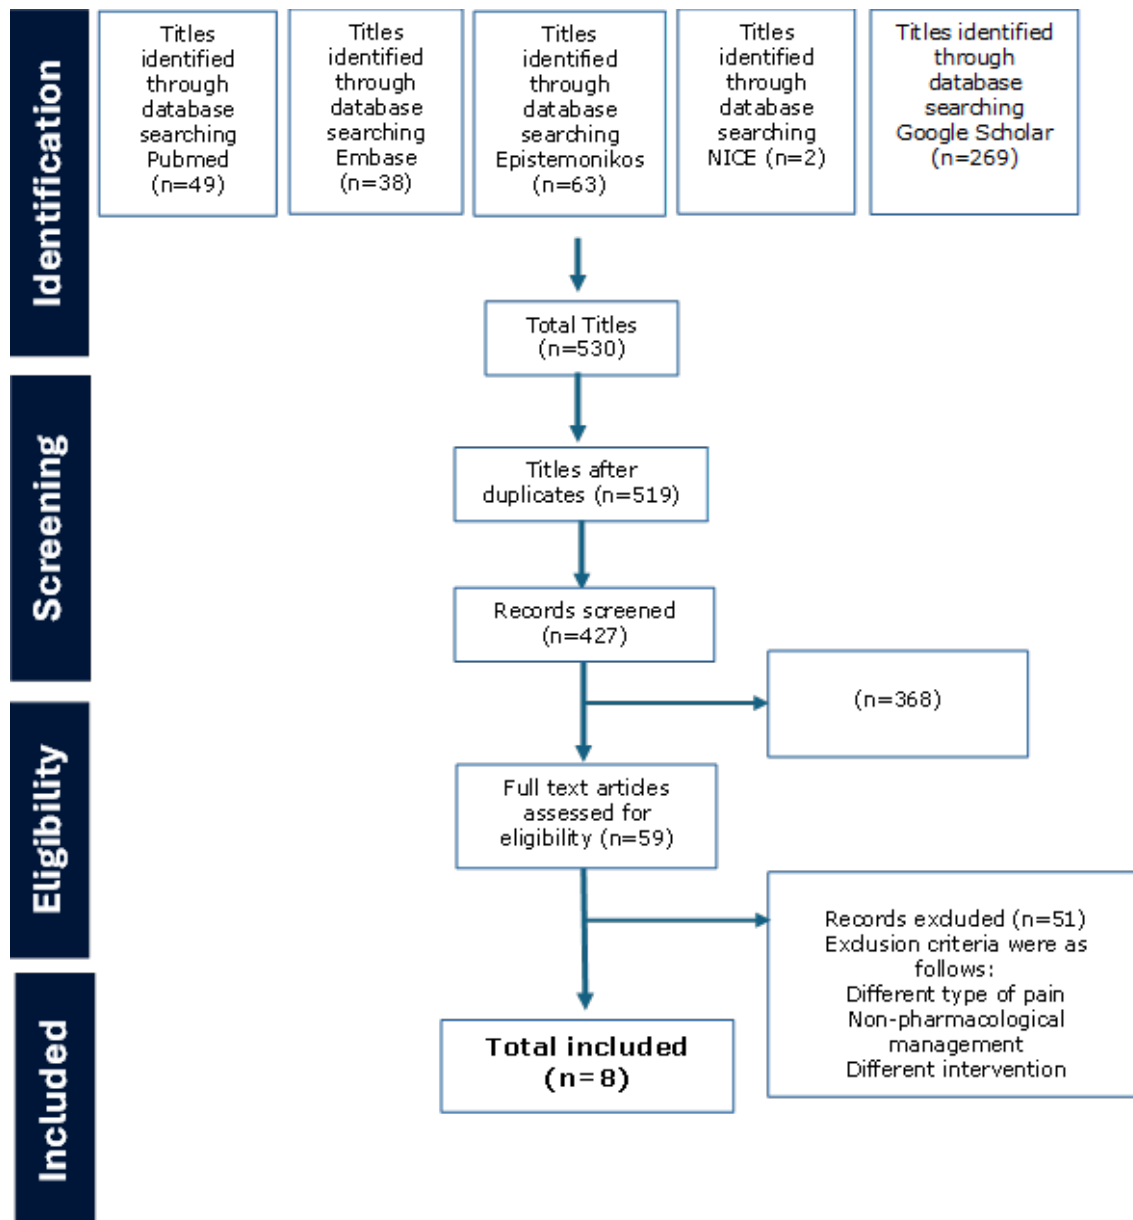 Identification
Titles
identified
through
database
searching
Pubmed
(n=49)
Titles
identified
through
database
searching
Embase
(n=38)
Titles
identified
through
database
searching
Epistemonikos
(n=63)
Titles
identified
through
database
searching
NICE (n=2)
Titles identified
through
database
searching
Google Scholar
(n=269)
Total Titles
(n=530)
Screening
Titles after
duplicates (n=519)
Records screened
(n=427)
(n=368)
Eligibility
Full text articles
assessed for
eligibility (n=59)
Records excluded (n=51)
Exclusion criteria were as
follows:
Different type of pain
Non-pharmacological
management
Different intervention
Included
Total included
(n=8)